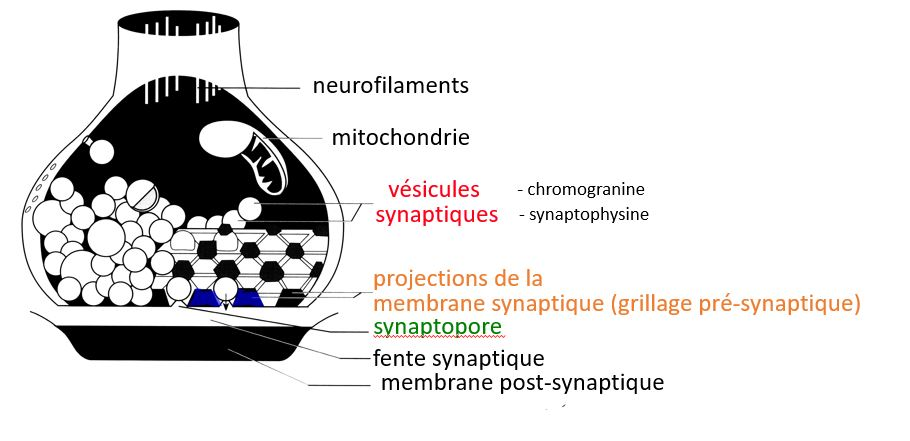 neurofilaments
mitochondrie
vésicules
synaptiques
- chromogranine
- synaptophysine
projections de la
membrane synaptique (grillage pré-synaptique)
synaptopore
fente synaptique
membrane post-synaptique